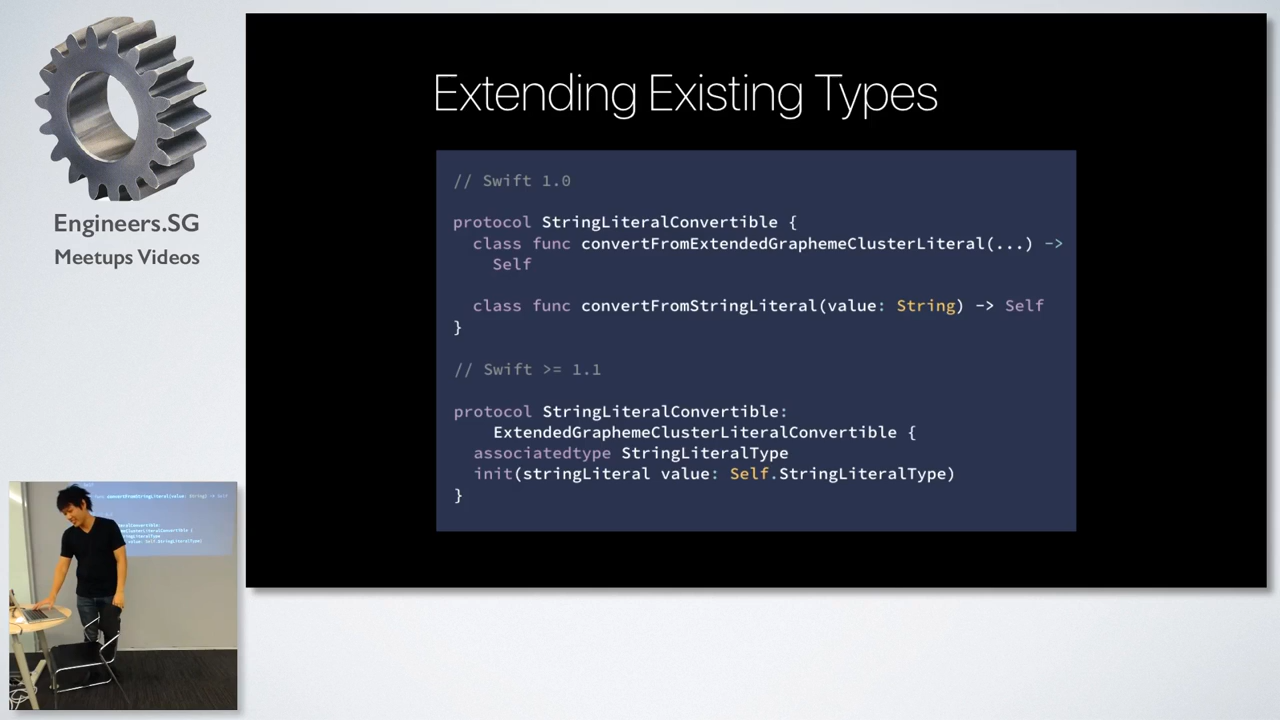 Engineers.SG
Meetups Videos
Extending Existing Types
// Swift 1.0
protocol StringLiteralConvertible {
class func convertFromExtendedGraphemeClusterLiteral(...) ->
Self
class func convertFromStringLiteral(value: String) -> Self
}
// Swift >= 1.1
protocol StringLiteralConvertible:
ExtendedGraphemeClusterLiteralConvertible {
associatedtype StringLiteralType
init(stringLiteral value: Self.StringLiteralType)
}